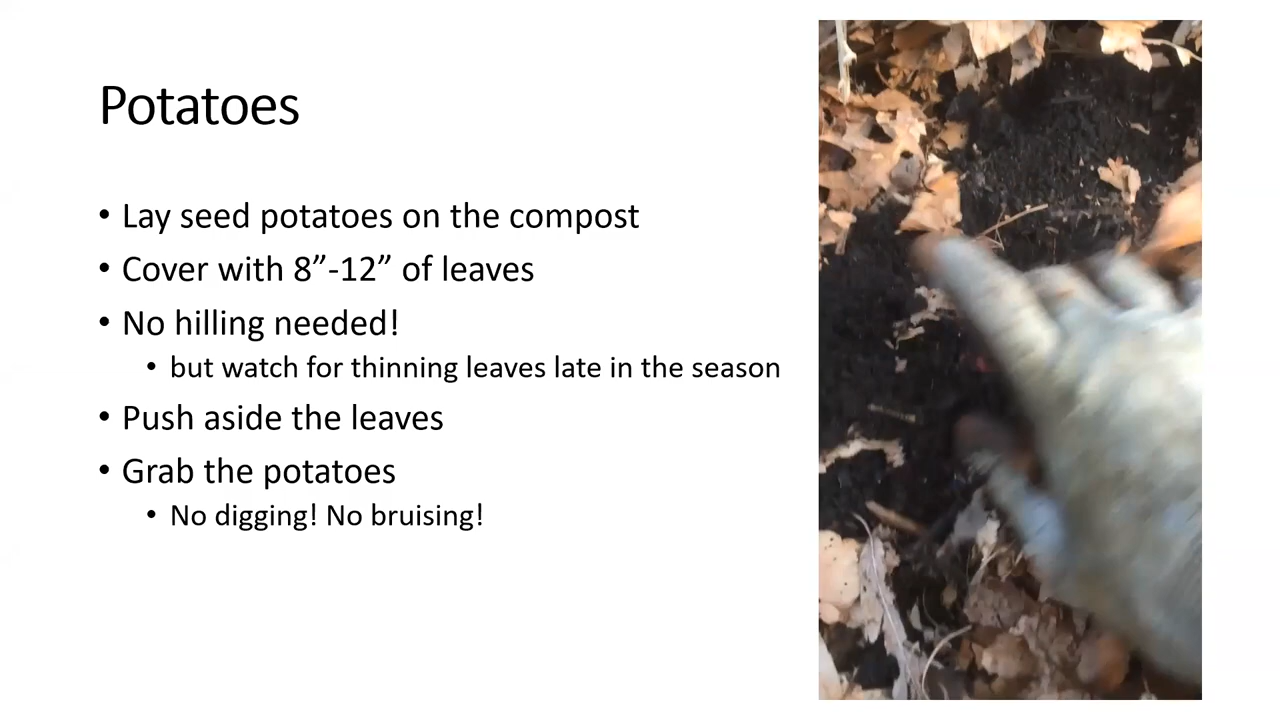 Potatoes
• Lay seed potatoes on the compost
• Cover with 8”-12” of leaves
• No hilling needed!
• but watch for thinning leaves late in the season
• Push aside the leaves
• Grab the potatoes
• No digging! No bruising!